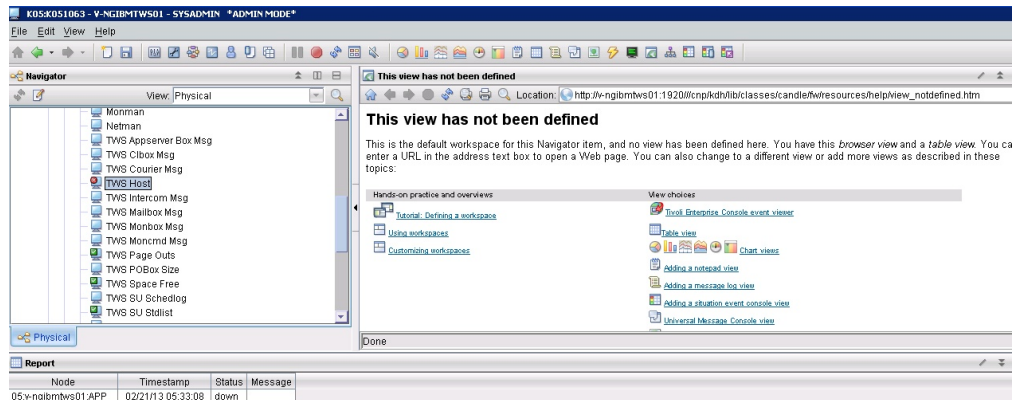 K05:K051063 - V-NGIBMTWS01 - SYSADMIN *ADMIN MODE*
File Edit View Help
Navigator
View: Physical
Monman
Netman
TWS Appserver Box Msg
TWS Clbox Msg
TWS Courier Msg
TWS Host
TWS Intercom Msg
TWS Mailbox Msg
TWS Monbox Msg
TWS Moncmd Msg
TWS Page Outs
TWS POBox Size
TWS Space Free
TWS SU Schedlog
TWS SU Stdlist
Physical
This view has not been defined
Location: http://v-ngibmtws01:1920///cnp/kdh/lib/classes/candle/fw/resources/help/view_notdefined.htm
This view has not been defined
This is the default workspace for this Navigator item, and no view has been defined here. You have this browser view and a table view. You ca
enter a URL in the address text box to open a Web page. You can also change to a different view or add more views as described in these
topics:
Hands-on practice and overviews
Tutorial: Defining a workspace
Using workspaces
Customizing workspaces
View choices
Tivoli Enterprise Console event viewer
Table view
Chart views
Adding a notepad view
Adding a message log view
Adding a situation event console view
Universal Message Console view
Done
Report
Node Timestamp Status Message
05:v-ngibmtws01:APP 02/21/13 05:33:08 down